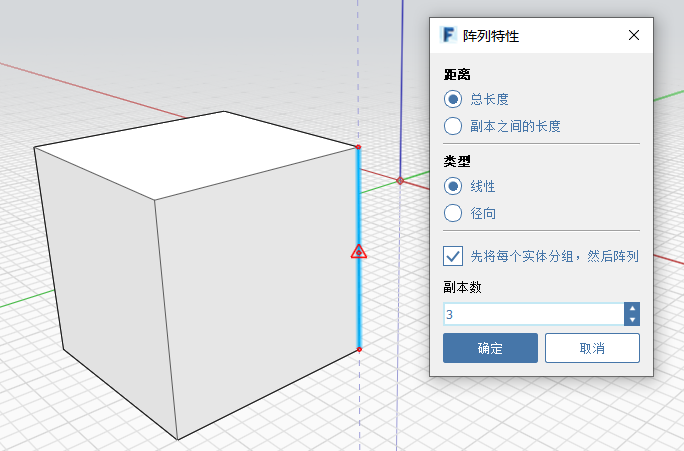 阵列特性
距离
总长度
副本之间的长度
类型
线性
径向
先将每个实体分组，然后阵列
副本数
3
确定
取消